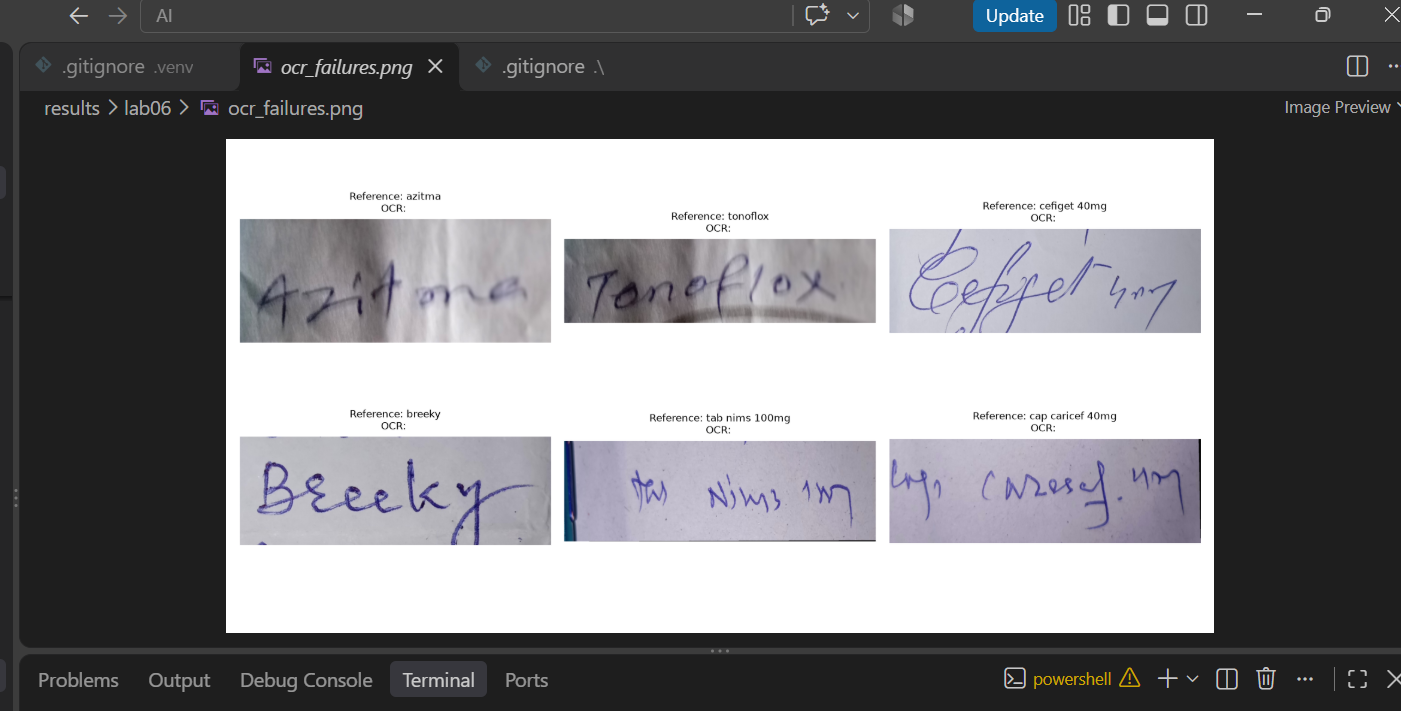 AI
Update
.gitignore .venv
ocr_failures.png
.gitignore .\
results > lab06 > ocr_failures.png
Image Preview
Reference: azitma
OCR:
Azitma
Reference: tonoflox
OCR:
Tonoflox
Reference: cefiget 40mg
OCR:
Cefiget
Reference: breeky
OCR:
Breeky
Reference: tab nims 100mg
OCR:
Nims
Reference: cap caricef 40mg
OCR:
Problems
Output
Debug Console
Terminal
Ports
powershell